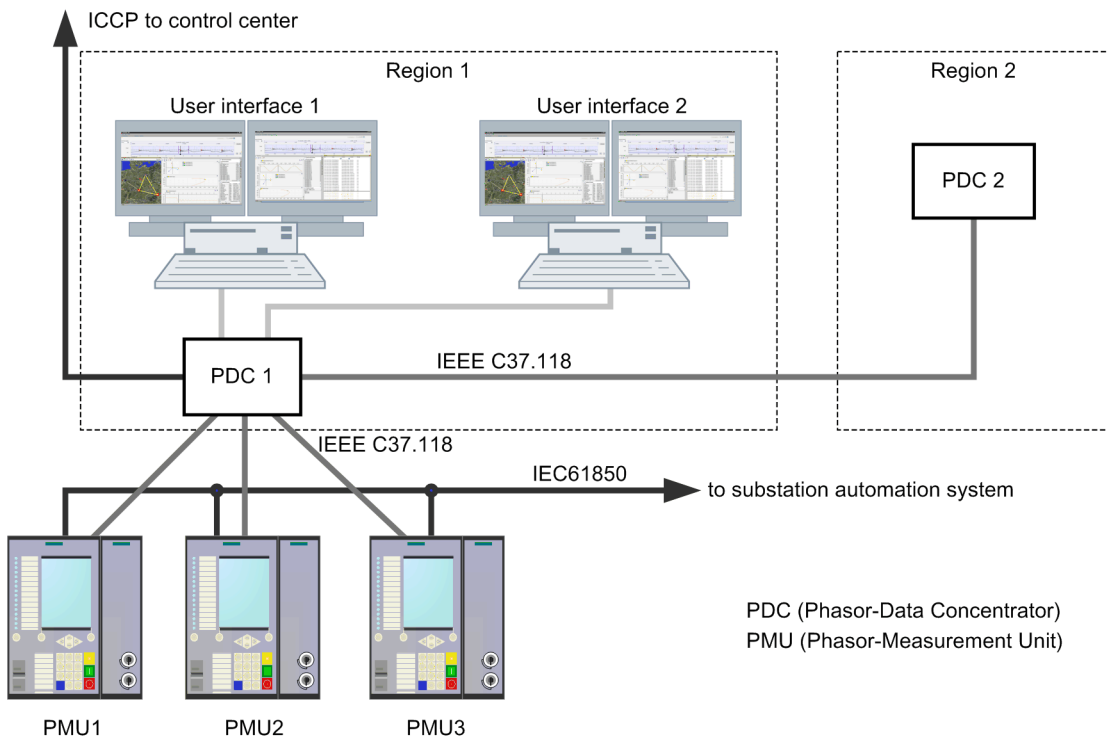 ICCP to control center
Region 1
Region 2
User interface 1
User interface 2
PDC 2
IEEE C37.118
PDC 1
IEEE C37.118
IEC61850
to substation automation system
PDC (Phasor-Data Concentrator)
PMU (Phasor-Measurement Unit)
PMU1
PMU2
PMU3